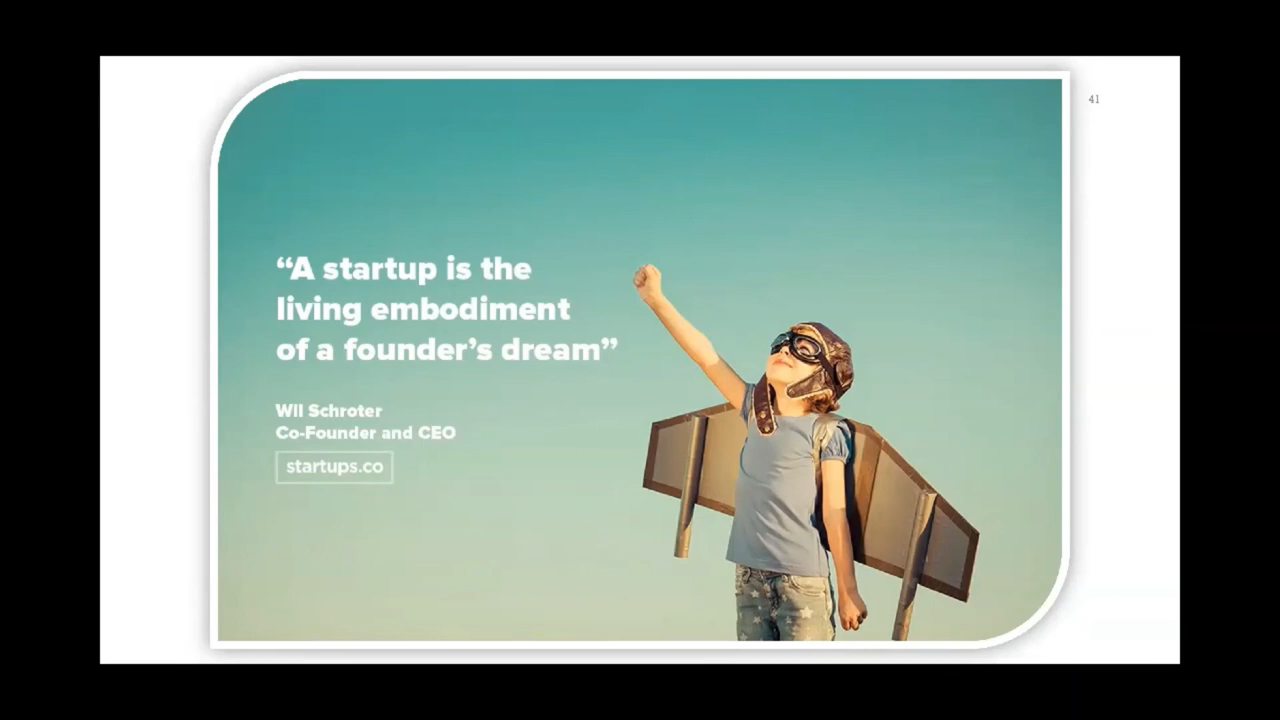 41
“A startup is the
living embodiment
of a founder’s dream”
Wil Schroter
Co-Founder and CEO
startups.co